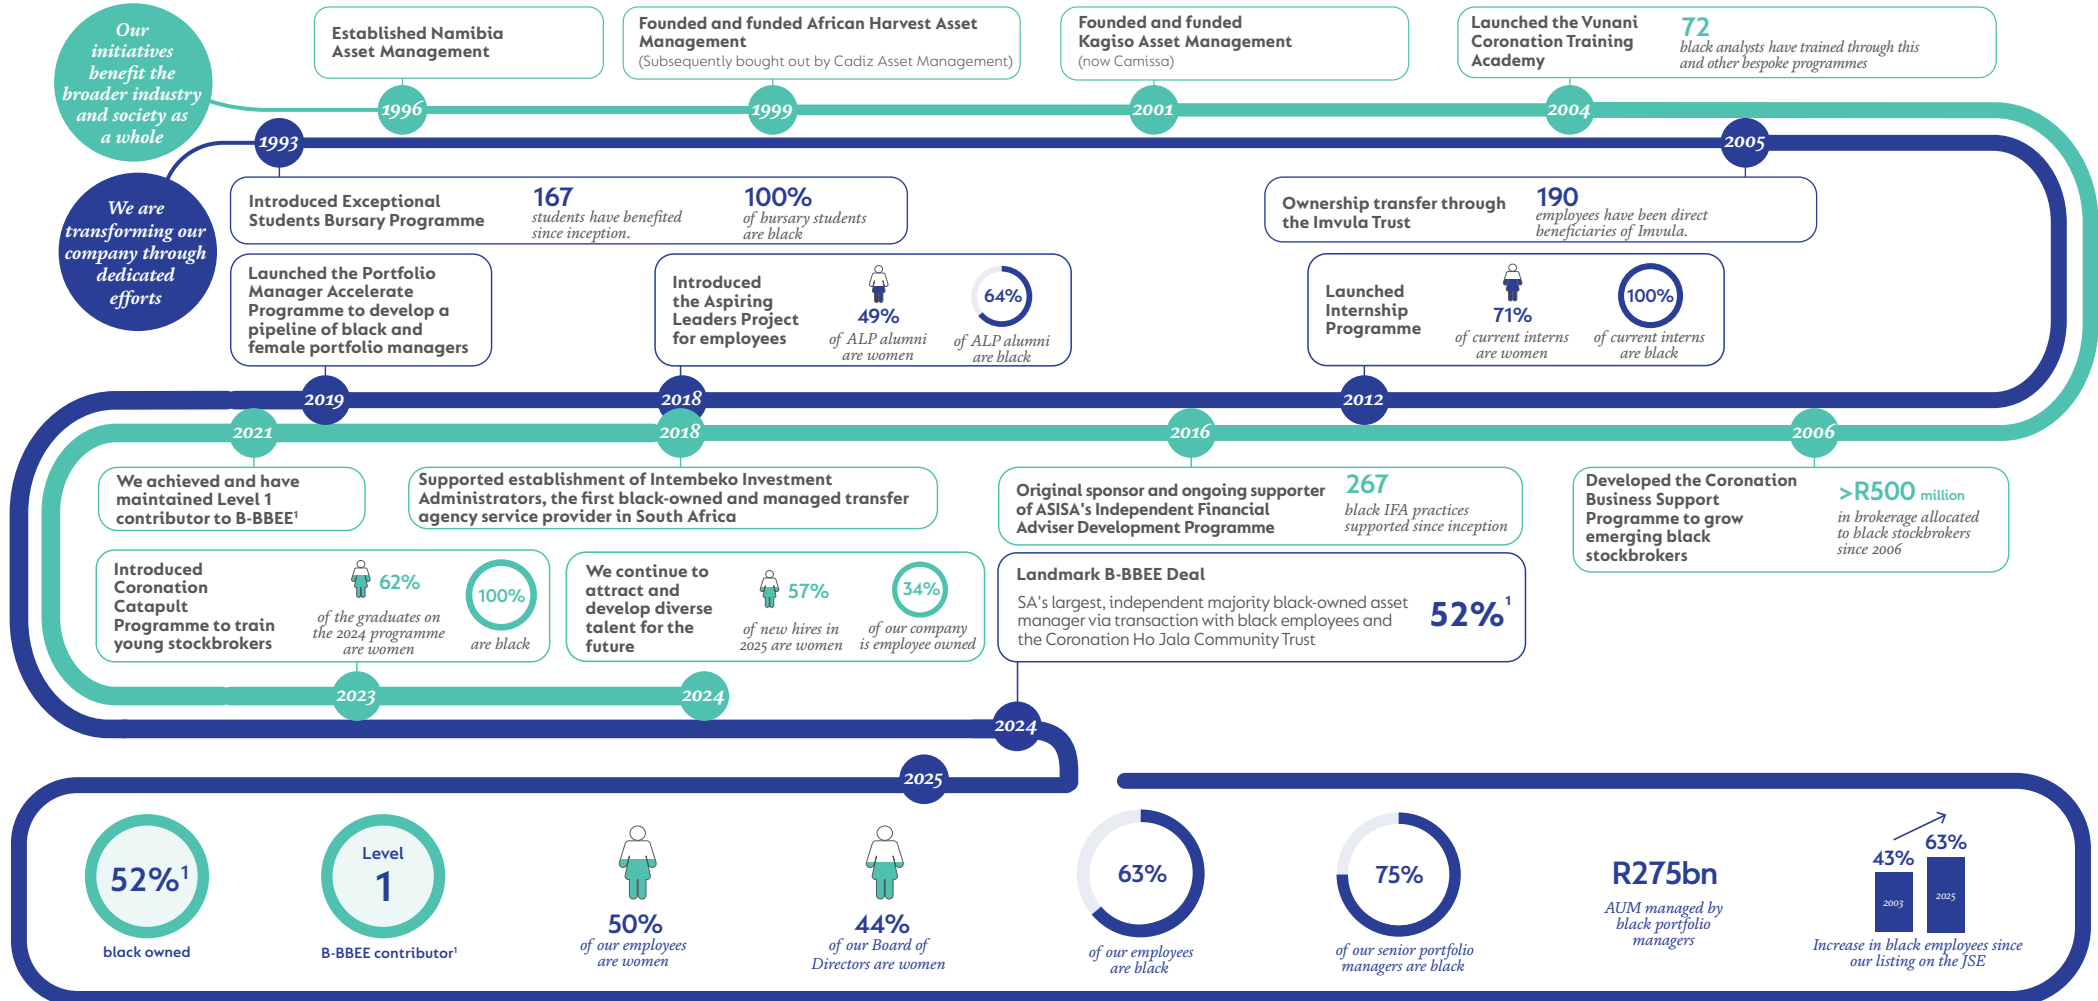 Our
initiatives
benefit the
broader industry
and society as
a whole
Established Namibia
Asset Management
1996
Founded and funded African Harvest Asset
Management
(Subsequently bought out by Cadiz Asset Management)
1999
Founded and funded
Kagiso Asset Management
(now Camissa)
2001
Launched the Vunani
Coronation Training
Academy
72
black analysts have trained through this
and other bespoke programmes
2004
We are
transforming our
company through
dedicated
efforts
1993
Introduced Exceptional
Students Bursary Programme
167
students have benefited
since inception.
100%
of bursary students
are black
2005
Ownership transfer through
the Imvula Trust
190
employees have been direct
beneficiaries of Imvula.
Launched the Portfolio
Manager Accelerate
Programme to develop a
pipeline of black and
female portfolio managers
2019
Introduced
the Aspiring
Leaders Project
for employees
49%
of ALP alumni
are women
64%
of ALP alumni
are black
2018
Launched
Internship
Programme
71%
of current interns
are women
100%
of current interns
are black
2012
2021
We achieved and have
maintained Level 1
contributor to B-BBEE¹
2018
Supported establishment of Intembeko Investment
Administrators, the first black-owned and managed transfer
agency service provider in South Africa
2016
Original sponsor and ongoing supporter
of ASISA's Independent Financial
Adviser Development Programme
267
black IFA practices
supported since inception
2006
Developed the Coronation
Business Support
Programme to grow
emerging black
stockbrokers
>R500 million
in brokerage allocated
to black stockbrokers
since 2006
Introduced
Coronation
Catapult
Programme to train
young stockbrokers
62%
of the graduates on
the 2024 programme
are women
100%
are black
2023
We continue to
attract and
develop diverse
talent for the
future
57%
of new hires in
2025 are women
34%
of our company
is employee owned
2024
Landmark B-BBEE Deal
SA's largest, independent majority black-owned asset
manager via transaction with black employees and
the Coronation Ho Jala Community Trust
52%¹
2024
2025
52%¹
black owned
Level
1
B-BBEE contributor¹
50%
of our employees
are women
44%
of our Board of
Directors are women
63%
of our employees
are black
75%
of our senior portfolio
managers are black
R275bn
AUM managed by
black portfolio
managers
43%
63%
2003
2025
Increase in black employees since
our listing on the JSE